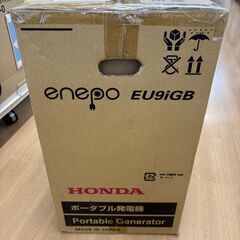 enepo EU9iGB
HONDA
ポータブル発電機
Portable Generator
MADE IN JAPAN